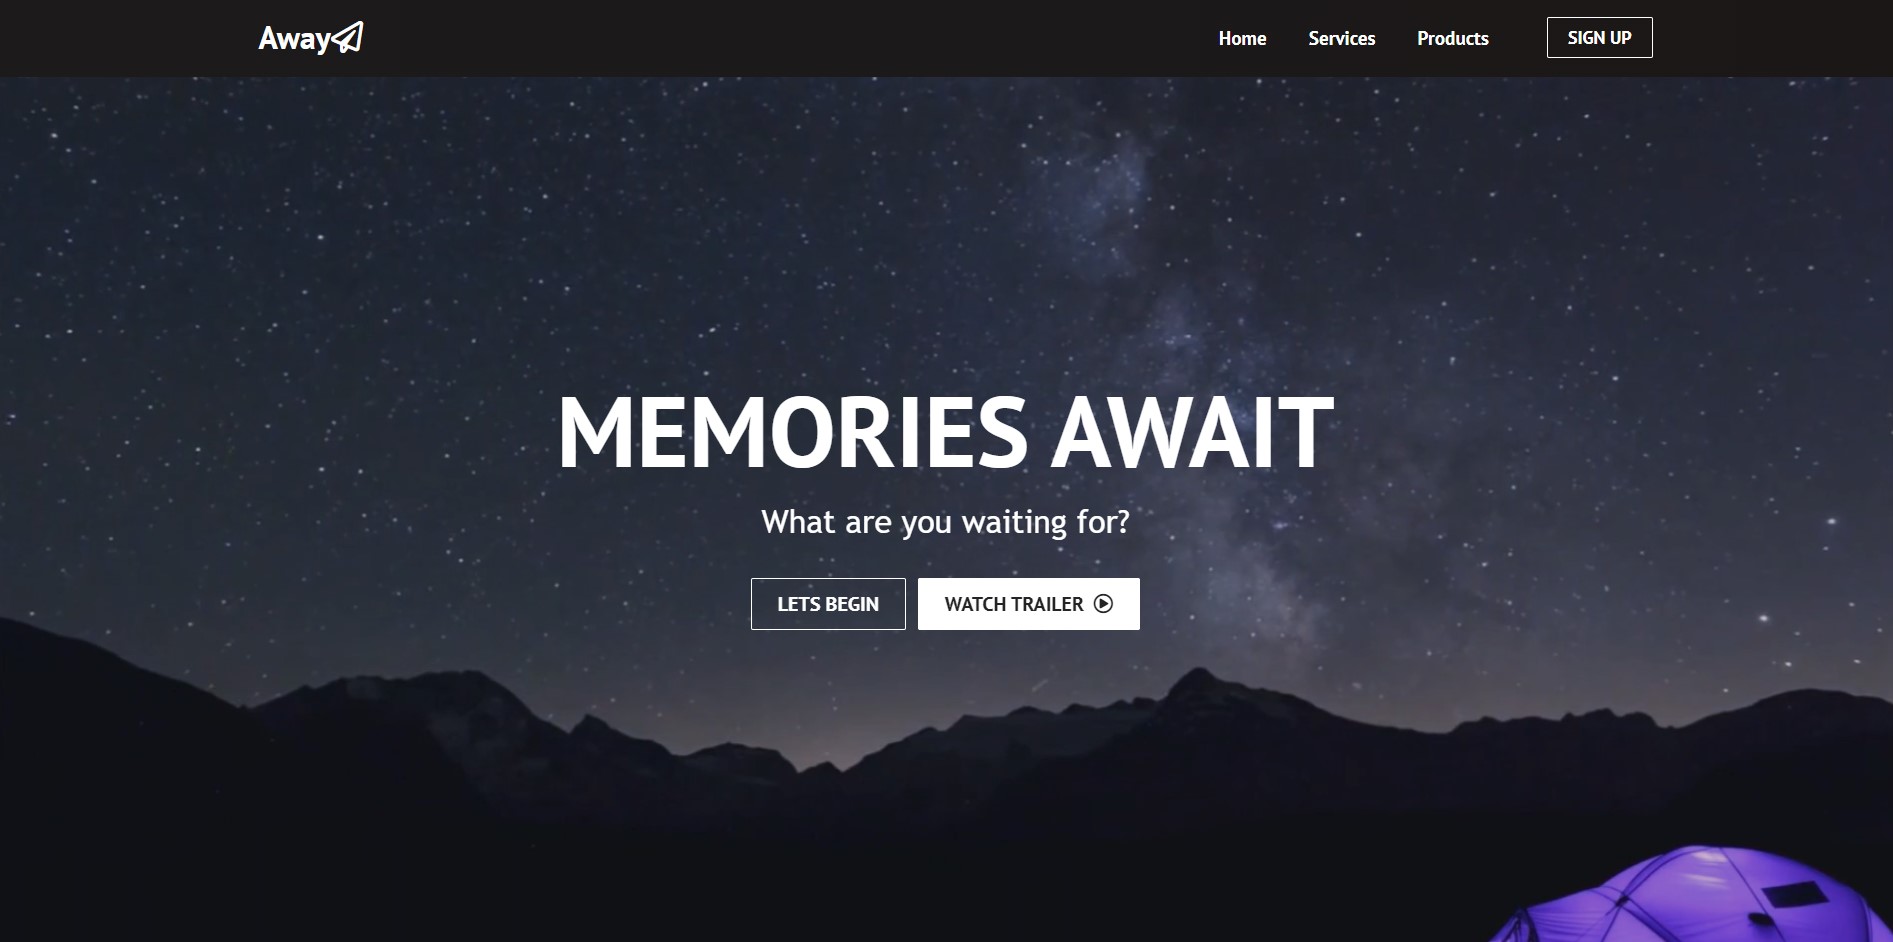 Away
Home Services Products SIGN UP
MEMORIES AWAIT
What are you waiting for?
LETS BEGIN WATCH TRAILER